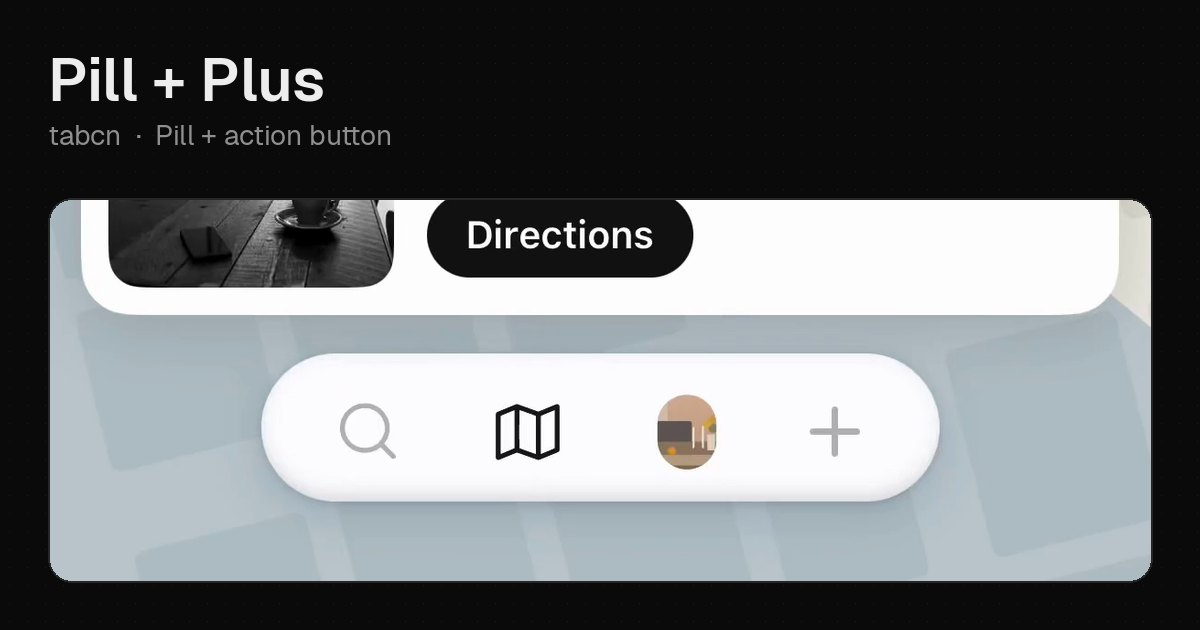 Pill + Plus
tabcn · Pill + action button
Directions